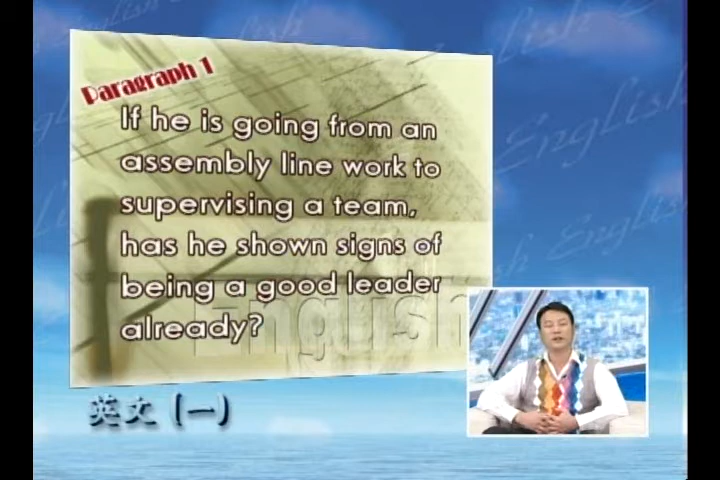 Paragraph 1
If he is going from an
assembly line work to
supervising a team,
has he shown signs of
being a good leader
already?
English
英文(一)